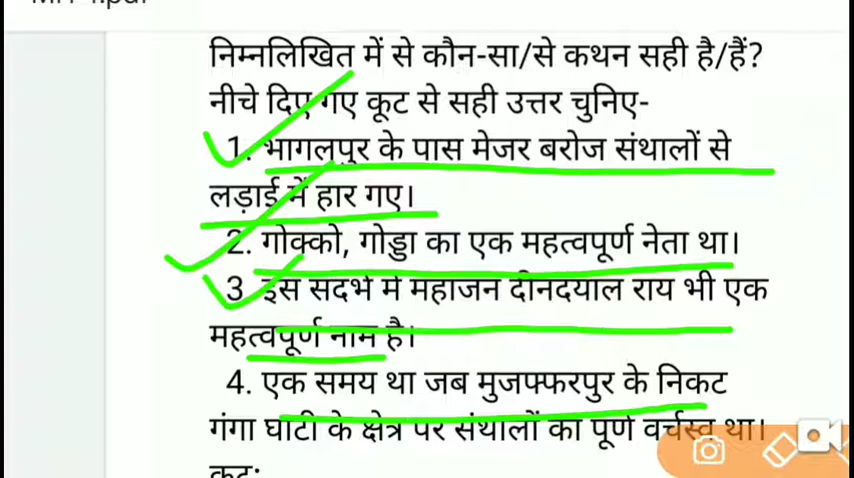 निम्नलिखित में से कौन-सा/से कथन सही है/हैं?
नीचे दिए गए कूट से सही उत्तर चुनिए-
1. भागलपुर के पास मेजर बरोज संथालों से
लड़ाई में हार गए।
2. गोक्को, गोड्डा का एक महत्वपूर्ण नेता था।
3. इस संदर्भ में महाजन दीनदयाल राय भी एक
महत्वपूर्ण नाम है।
4. एक समय था जब मुजफ्फरपुर के निकट
गंगा घाटी के क्षेत्र पर संथालों का पूर्ण वर्चस्व था।
कूट: